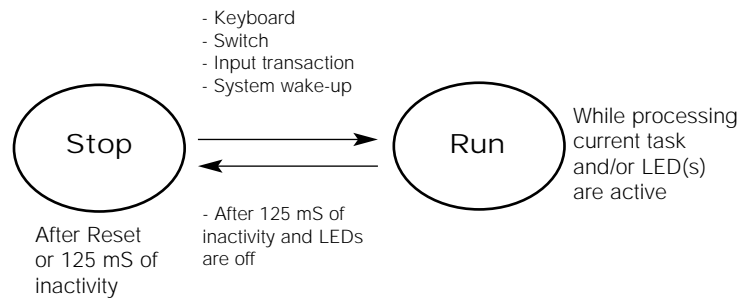 - Keyboard
- Switch
- Input transaction
- System wake-up
Stop
Run
While processing
current task
and/or LED(s)
are active
- After 125 mS of
inactivity and LEDs
are off
After Reset
or 125 mS of
inactivity